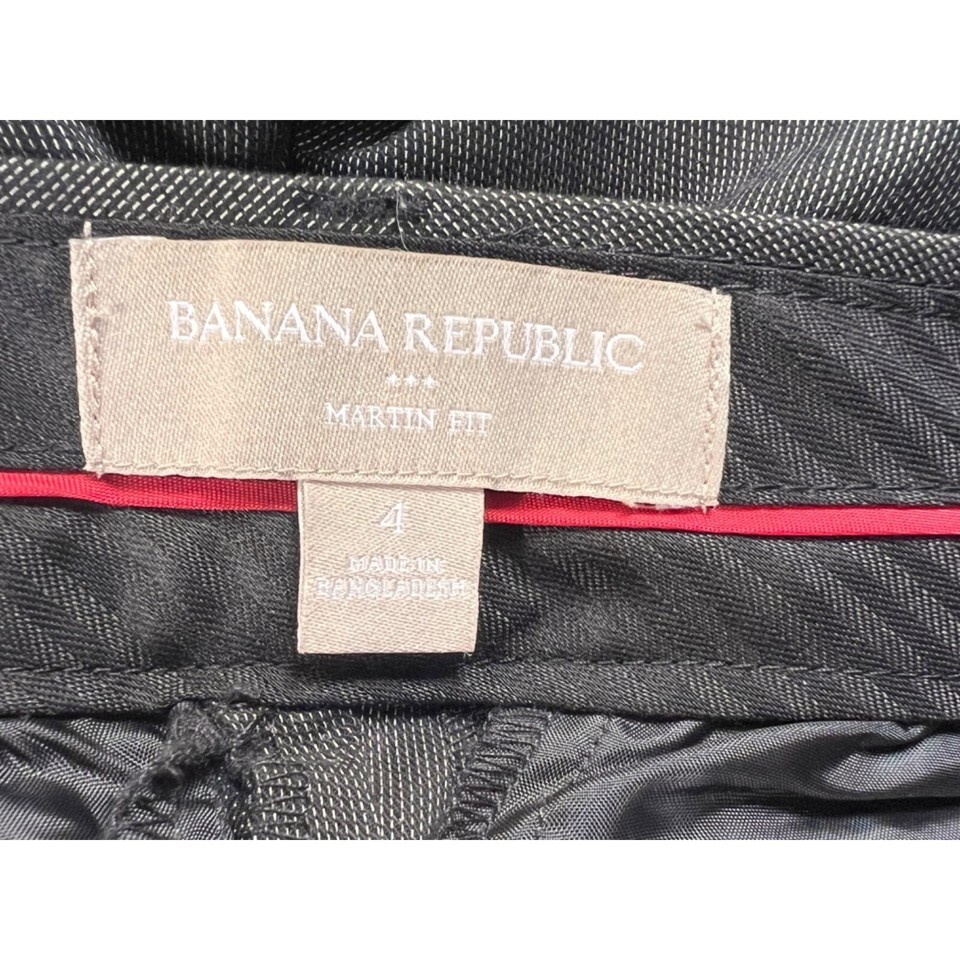 BANANA REPUBLIC
***
MARTIN FIT
4
MADE IN
BANGLADESH